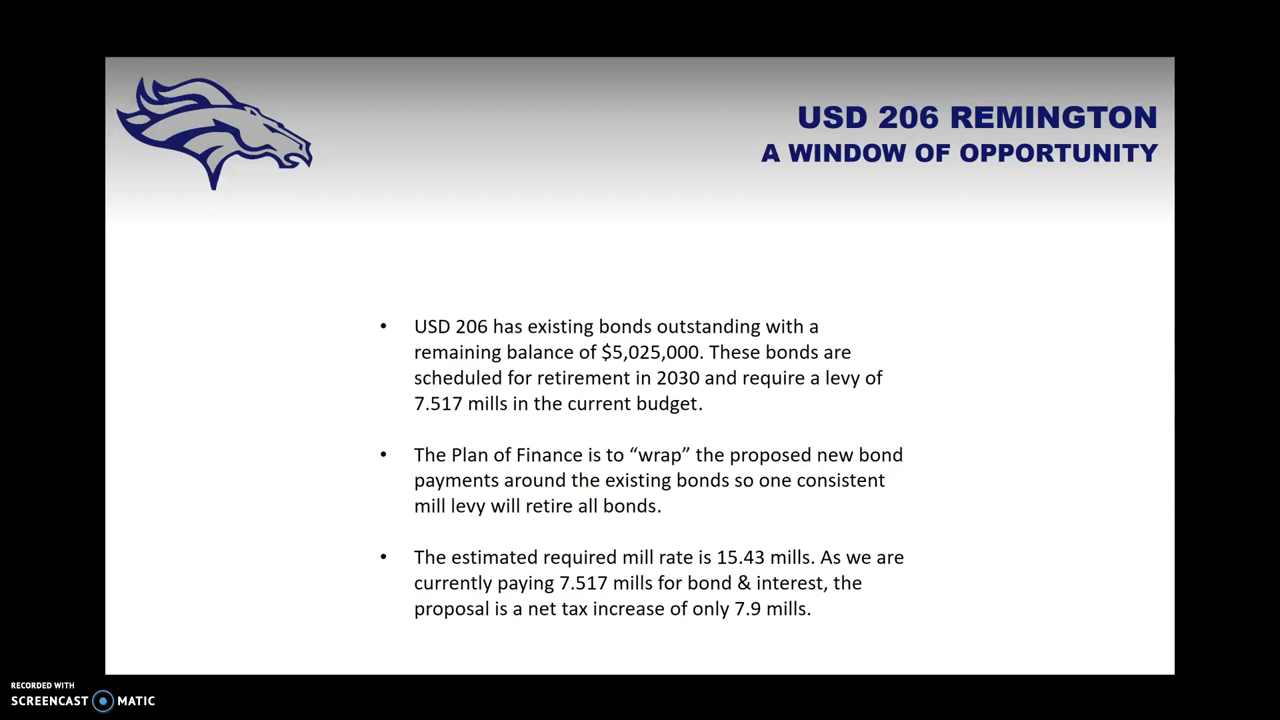 USD 206 REMINGTON
A WINDOW OF OPPORTUNITY
• USD 206 has existing bonds outstanding with a
remaining balance of $5,025,000. These bonds are
scheduled for retirement in 2030 and require a levy of
7.517 mills in the current budget.
• The Plan of Finance is to “wrap” the proposed new bond
payments around the existing bonds so one consistent
mill levy will retire all bonds.
• The estimated required mill rate is 15.43 mills. As we are
currently paying 7.517 mills for bond & interest, the
proposal is a net tax increase of only 7.9 mills.
RECORDED WITH
SCREENCAST MATIC